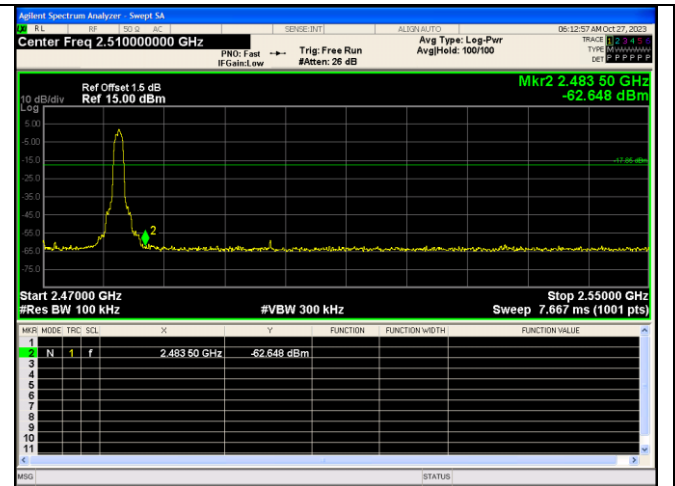 Agilent Spectrum Analyzer - Swept SA
RL RF 50 Ω AC SENSE:INT ALIGN AUTO 06:12:57 AM Oct 27, 2023
Center Freq 2.510000000 GHz
PNO: Fast
IFGain:Low
Trig: Free Run
#Atten: 26 dB
Avg Type: Log-Pwr
Avg|Hold: 100/100
TRACE 1 2 3 4 5 6
TYPE M
DET P P P P P P
Ref Offset 1.5 dB
Ref 15.00 dBm
10 dB/div
Log
Mkr2 2.483 50 GHz
-62.648 dBm
5.00
-5.00
-15.0
-17.65 dBm
-25.0
-35.0
-45.0
-55.0
2
-65.0
-75.0
Start 2.47000 GHz Stop 2.55000 GHz
#Res BW 100 kHz #VBW 300 kHz Sweep 7.667 ms (1001 pts)
MKR MODE TRC SCL X Y FUNCTION FUNCTION WIDTH FUNCTION VALUE
1
2 N 1 f 2.483 50 GHz -62.648 dBm
3
4
5
6
7
8
9
10
11
MSG STATUS